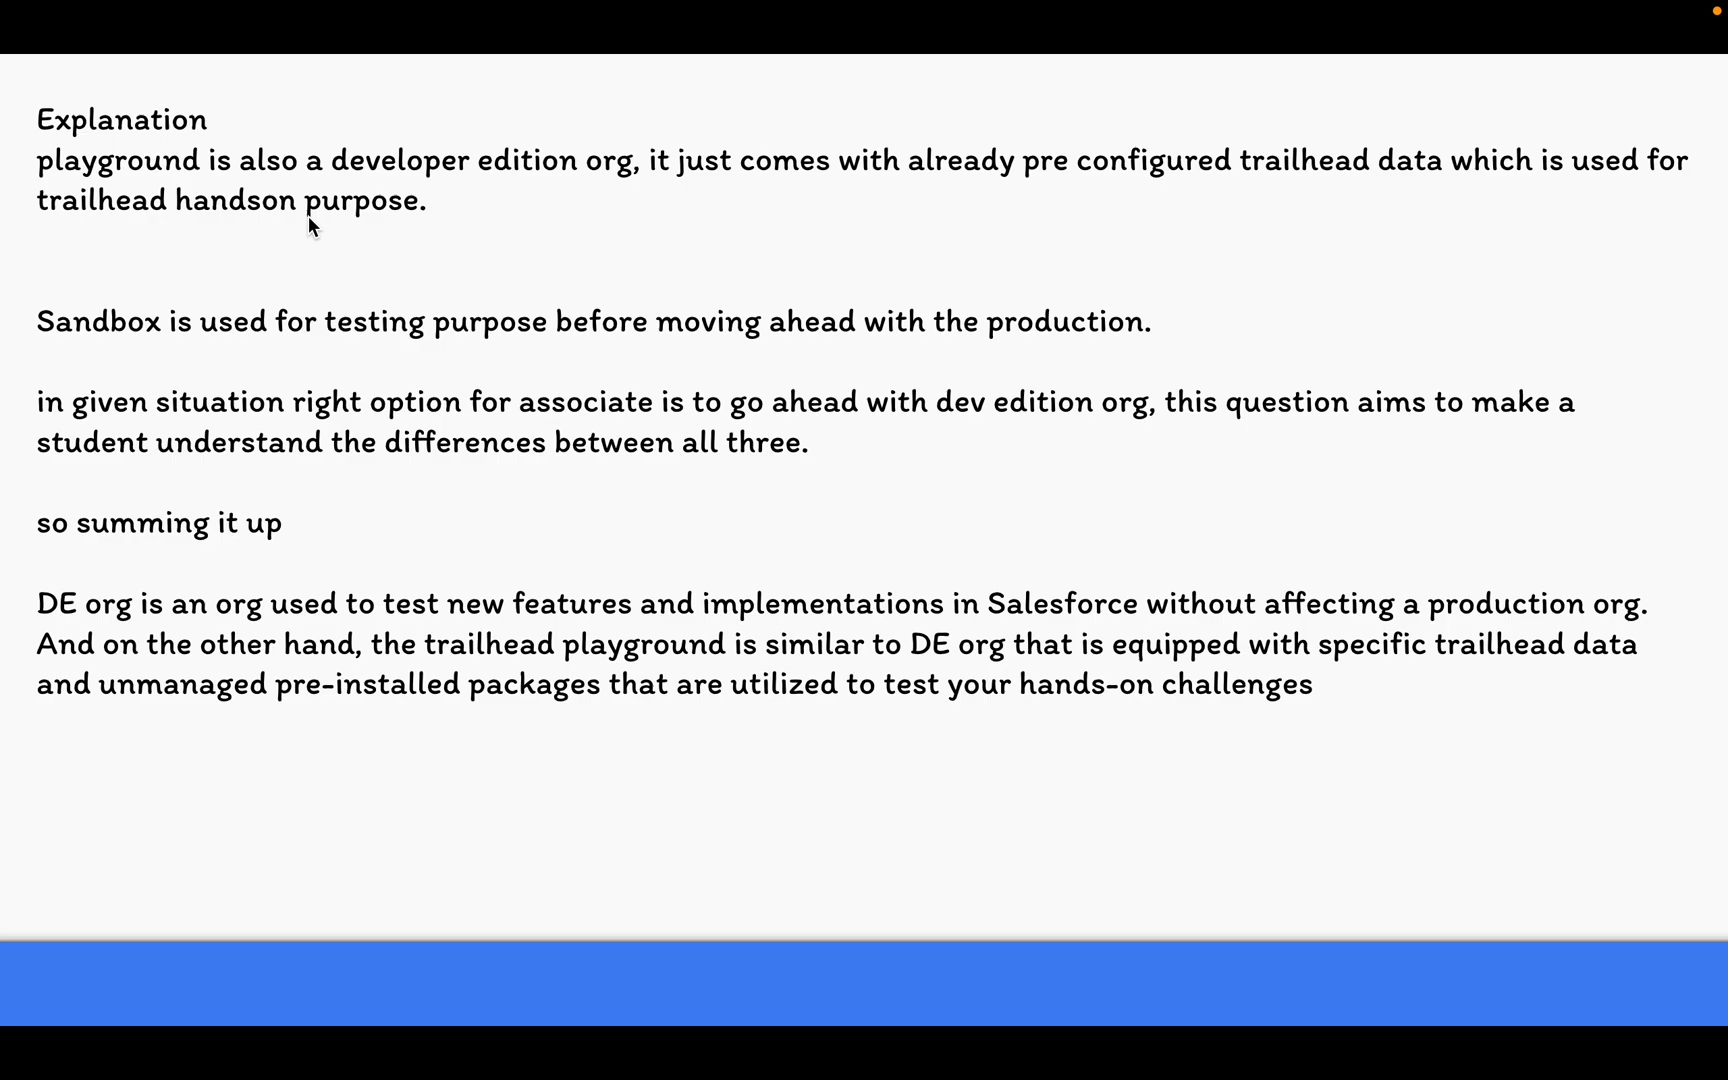 Explanation
playground is also a developer edition org, it just comes with already pre configured trailhead data which is used for
trailhead handson purpose.
Sandbox is used for testing purpose before moving ahead with the production.
in given situation right option for associate is to go ahead with dev edition org, this question aims to make a
student understand the differences between all three.
so summing it up
DE org is an org used to test new features and implementations in Salesforce without affecting a production org.
And on the other hand, the trailhead playground is similar to DE org that is equipped with specific trailhead data
and unmanaged pre-installed packages that are utilized to test your hands-on challenges